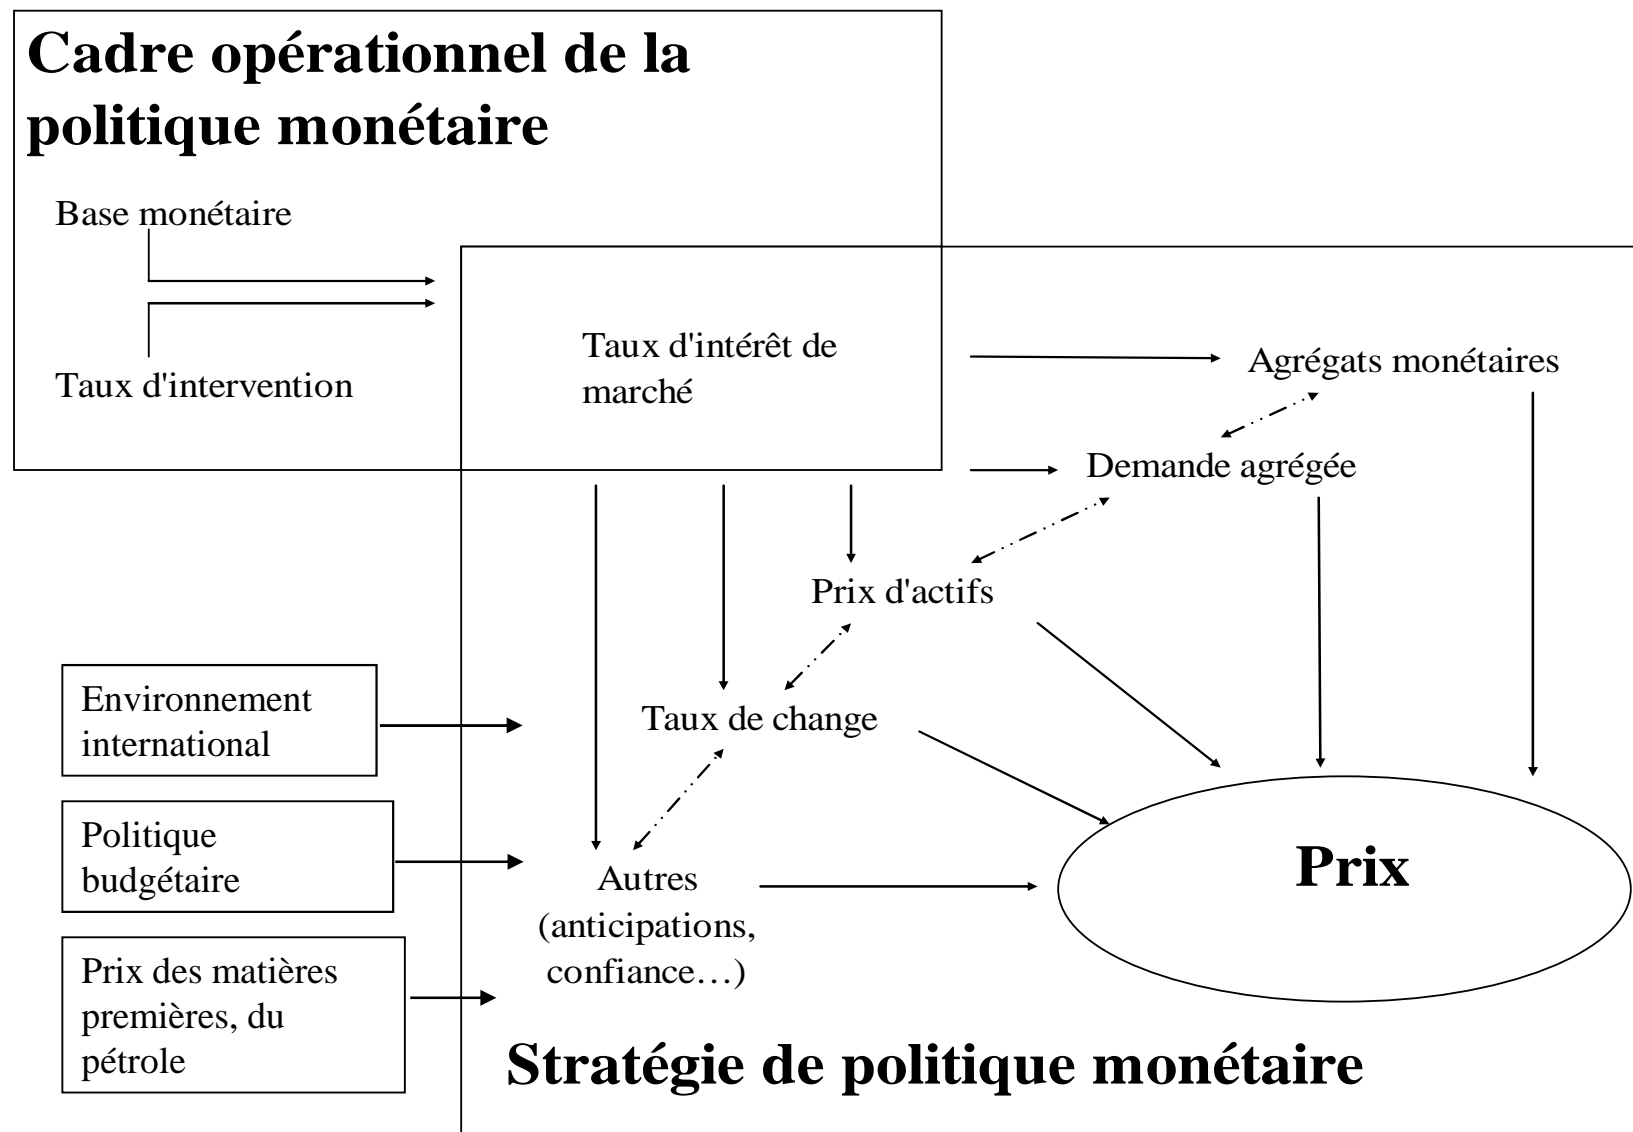 Cadre opérationnel de la
politique monétaire
Base monétaire
Taux d'intervention
Taux d'intérêt de
marché
Agrégats monétaires
Demande agrégée
Prix d'actifs
Taux de change
Autres
(anticipations,
confiance…)
Environnement
international
Politique
budgétaire
Prix des matières
premières, du
pétrole
Prix
Stratégie de politique monétaire